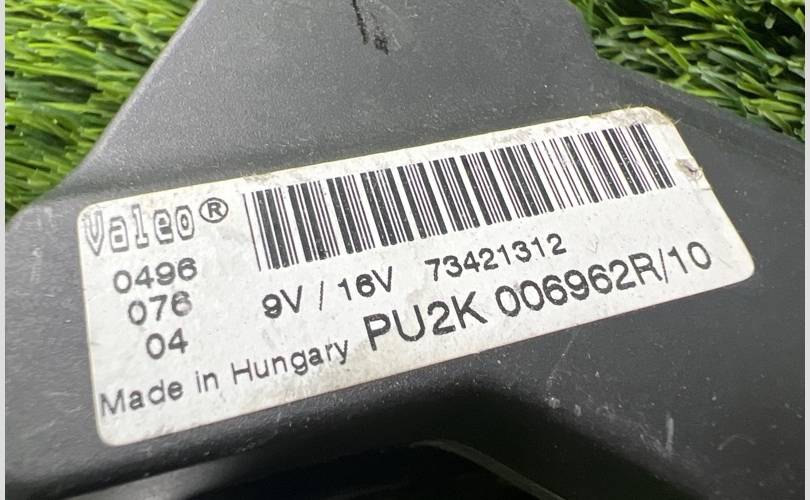 Valeo®
0496
076
04
9V / 16V 73421312
PU2K 006962R/10
Made in Hungary